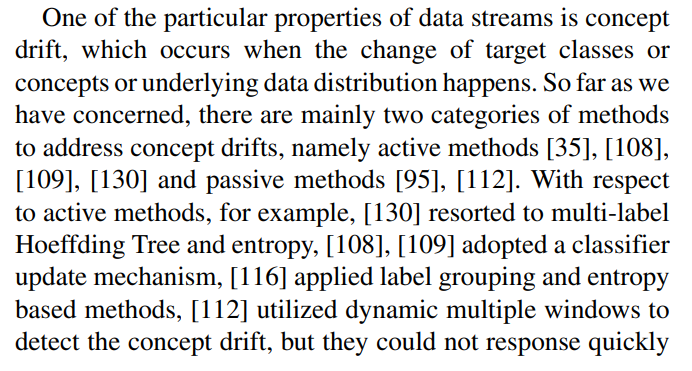 One of the particular properties of data streams is concept
drift, which occurs when the change of target classes or
concepts or underlying data distribution happens. So far as we
have concerned, there are mainly two categories of methods
to address concept drifts, namely active methods [35], [108],
[109], [130] and passive methods [95], [112]. With respect
to active methods, for example, [130] resorted to multi-label
Hoeffding Tree and entropy, [108], [109] adopted a classifier
update mechanism, [116] applied label grouping and entropy
based methods, [112] utilized dynamic multiple windows to
detect the concept drift, but they could not response quickly